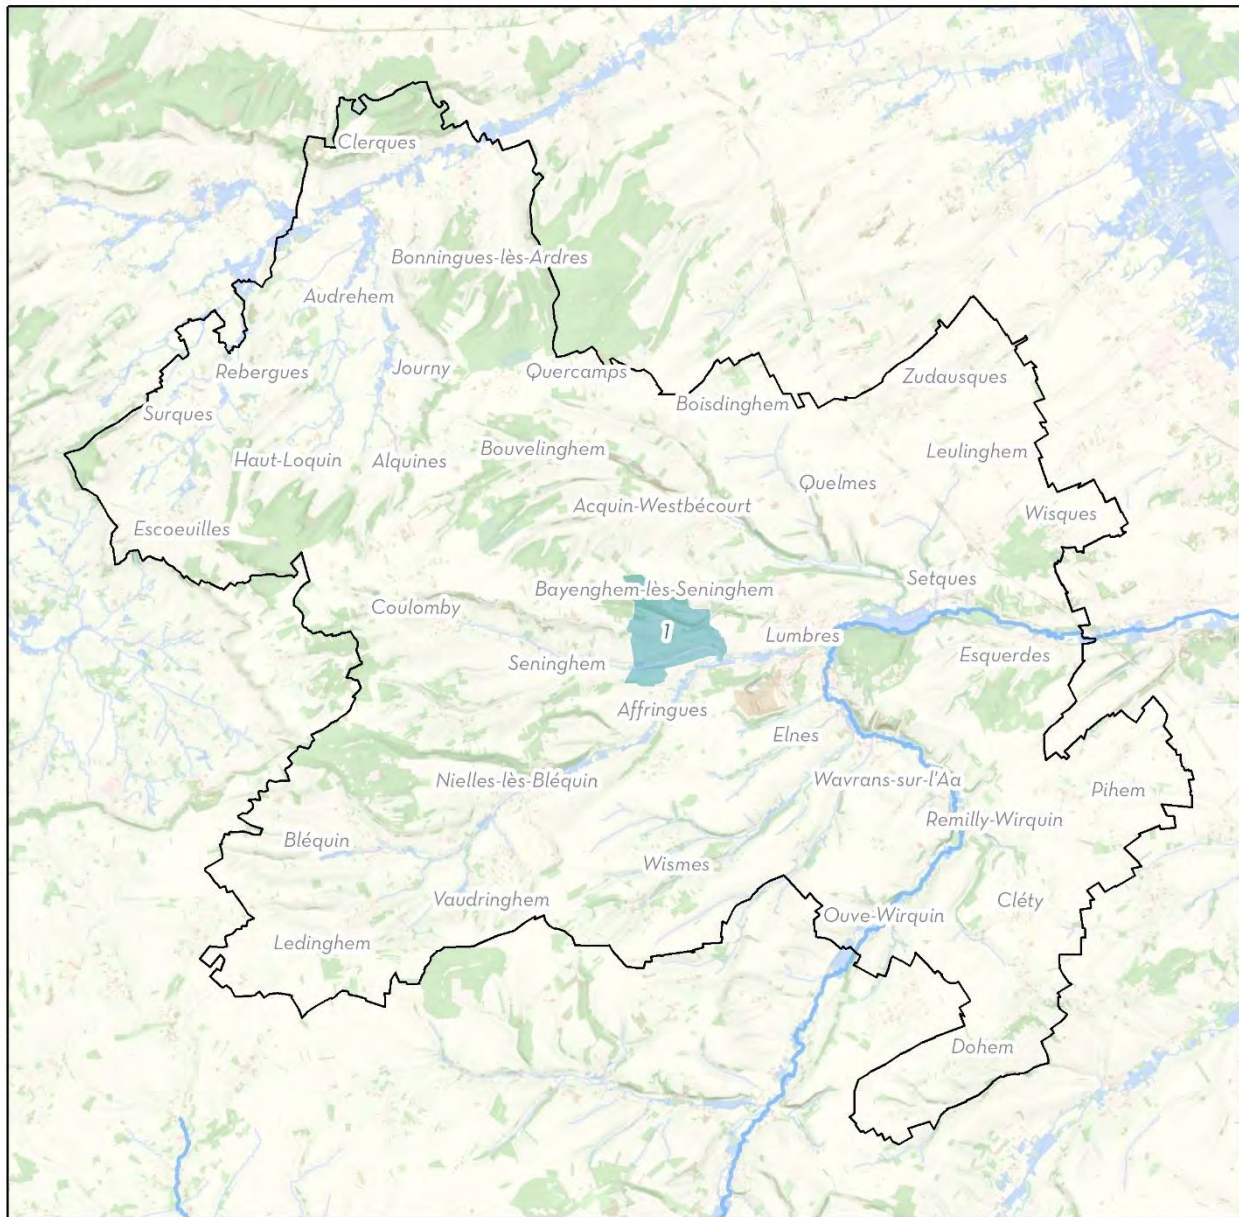 Clerques
Bonningues-lès-Ardres
Audrehem
Rebergues
Journy
Quercamps
Zudausques
Surques
Boisdinghem
Haut-Loquin
Alquines
Bouvelinghem
Leulinghem
Quelmes
Acquin-Westbécourt
Wisques
Escoeuilles
Setques
Bayenghem-lès-Seninghem
Coulomby
1
Lumbres
Seninghem
Esquerdes
Affringues
Elnes
Nielles-lès-Bléquin
Wavrans-sur-l'Aa
Pihem
Remilly-Wirquin
Bléquin
Wismes
Vaudringhem
Cléty
Ouve-Wirquin
Ledinghem
Dohem